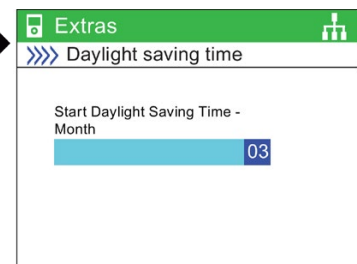 Extras
Daylight saving time
Start Daylight Saving Time -
Month
03